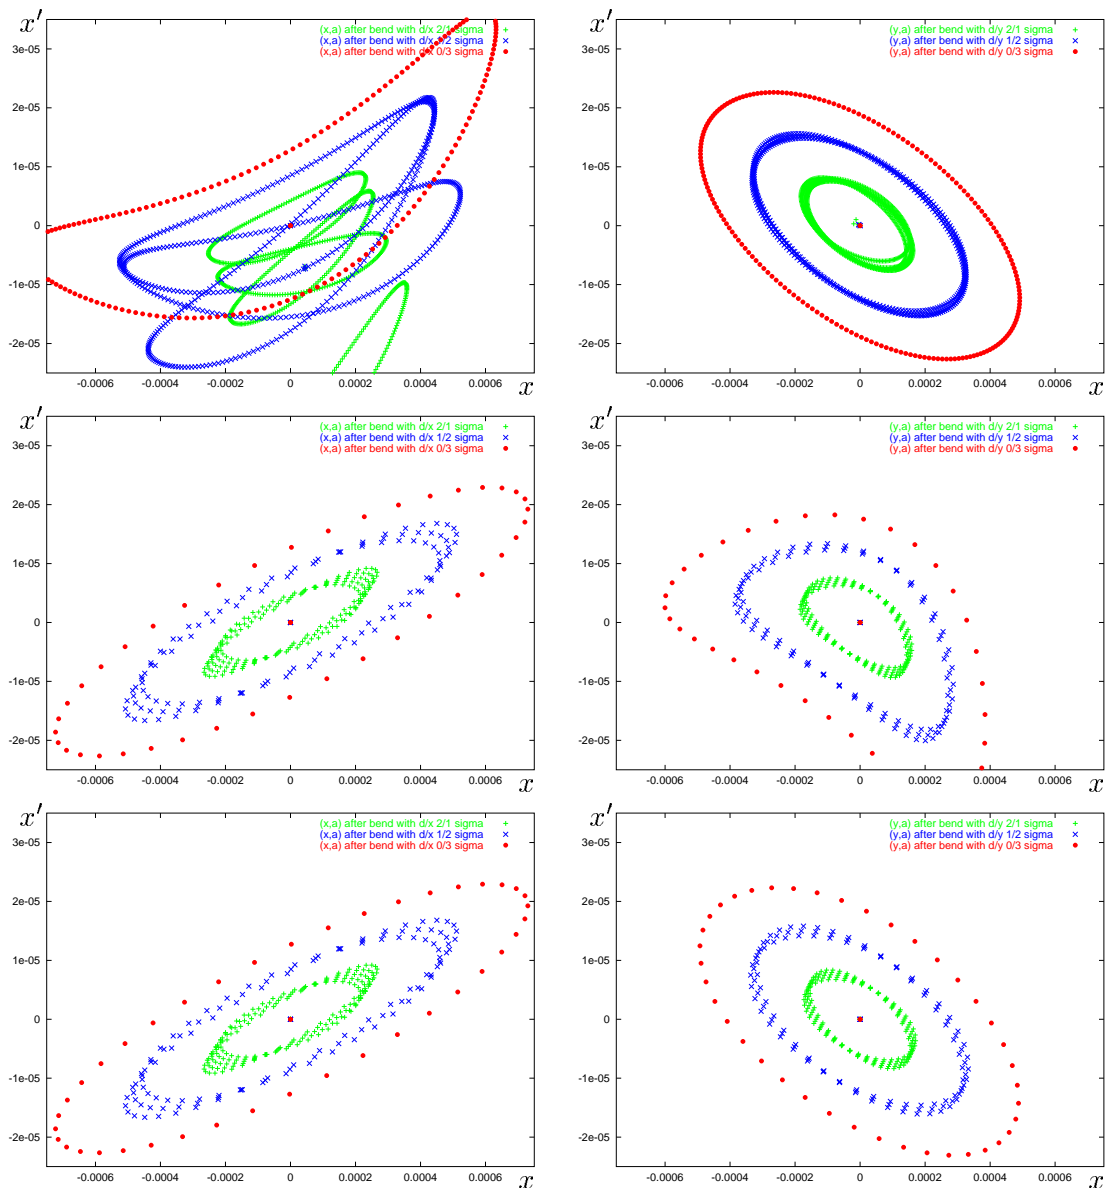 x′
(x,a) after bend with d/x 2/1 sigma
(x,a) after bend with d/x 1/2 sigma
(x,a) after bend with d/x 0/3 sigma
3e-05
2e-05
1e-05
0
-1e-05
-2e-05
-0.0006 -0.0004 -0.0002 0 0.0002 0.0004 0.0006
x
x′
(y,a) after bend with d/y 2/1 sigma
(y,a) after bend with d/y 1/2 sigma
(y,a) after bend with d/y 0/3 sigma
3e-05
2e-05
1e-05
0
-1e-05
-2e-05
-0.0006 -0.0004 -0.0002 0 0.0002 0.0004 0.0006
x
x′
(x,a) after bend with d/x 2/1 sigma
(x,a) after bend with d/x 1/2 sigma
(x,a) after bend with d/x 0/3 sigma
3e-05
2e-05
1e-05
0
-1e-05
-2e-05
-0.0006 -0.0004 -0.0002 0 0.0002 0.0004 0.0006
x
x′
(y,a) after bend with d/y 2/1 sigma
(y,a) after bend with d/y 1/2 sigma
(y,a) after bend with d/y 0/3 sigma
3e-05
2e-05
1e-05
0
-1e-05
-2e-05
-0.0006 -0.0004 -0.0002 0 0.0002 0.0004 0.0006
x
x′
(x,a) after bend with d/x 2/1 sigma
(x,a) after bend with d/x 1/2 sigma
(x,a) after bend with d/x 0/3 sigma
3e-05
2e-05
1e-05
0
-1e-05
-2e-05
-0.0006 -0.0004 -0.0002 0 0.0002 0.0004 0.0006
x
x′
(y,a) after bend with d/y 2/1 sigma
(y,a) after bend with d/y 1/2 sigma
(y,a) after bend with d/y 0/3 sigma
3e-05
2e-05
1e-05
0
-1e-05
-2e-05
-0.0006 -0.0004 -0.0002 0 0.0002 0.0004 0.0006
x